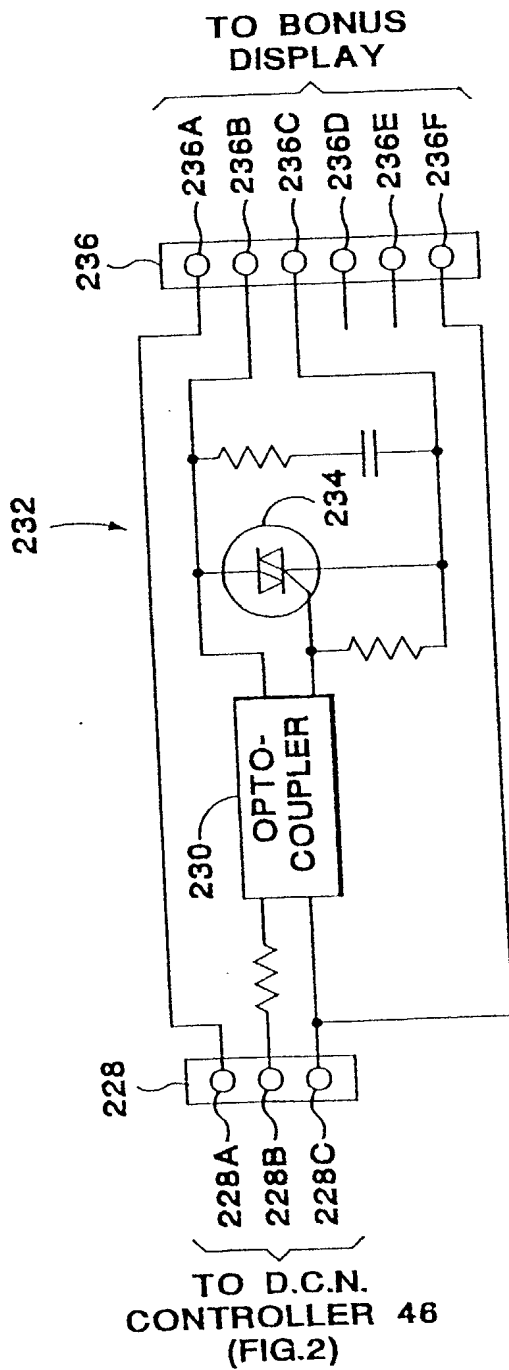 TO BONUS
DISPLAY
236
236A
236B
236C
236D
236E
236F
232
234
230
OPTO-
COUPLER
228
228A
228B
228C
TO D.C.N.
CONTROLLER 46
(FIG.2)